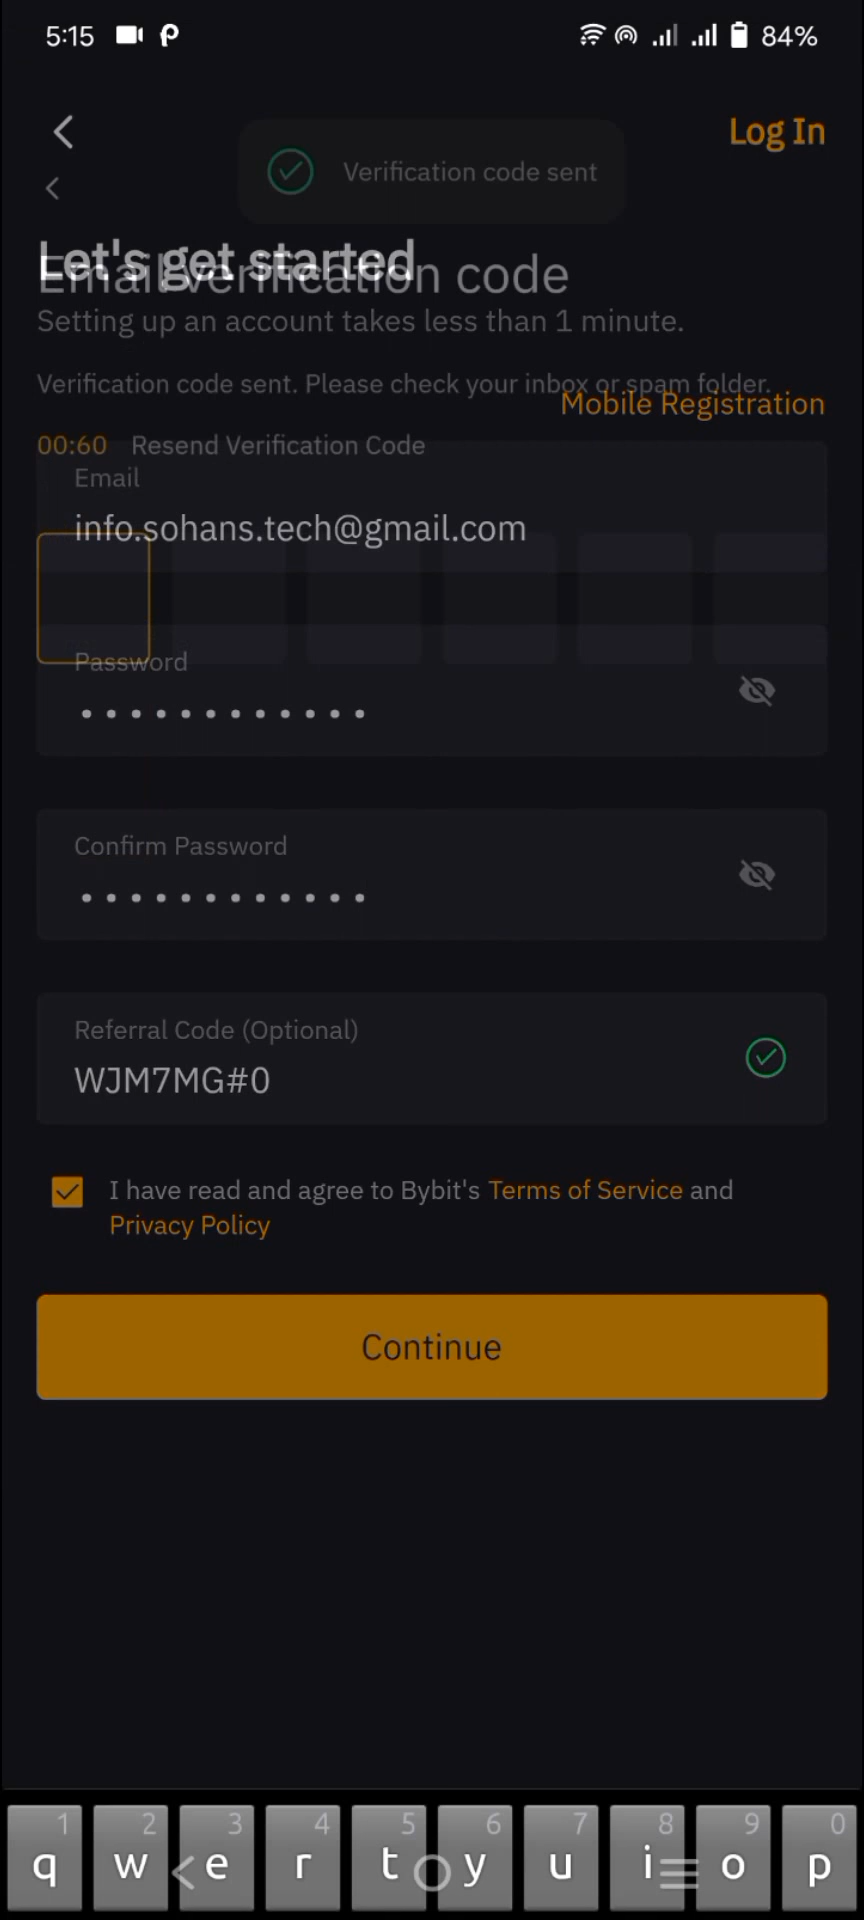 5:15 84%
Log In
Verification code sent
Let's get started
Email verification code
Setting up an account takes less than 1 minute.
Verification code sent. Please check your inbox or spam folder.
Mobile Registration
00:60 Resend Verification Code
Email
info.sohans.tech@gmail.com
Password
Confirm Password
Referral Code (Optional)
WJM7MG#0
I have read and agree to Bybit's Terms of Service and
Privacy Policy
Continue
1 2 3 4 5 6 7 8 9 0
q w e r t y u i o p